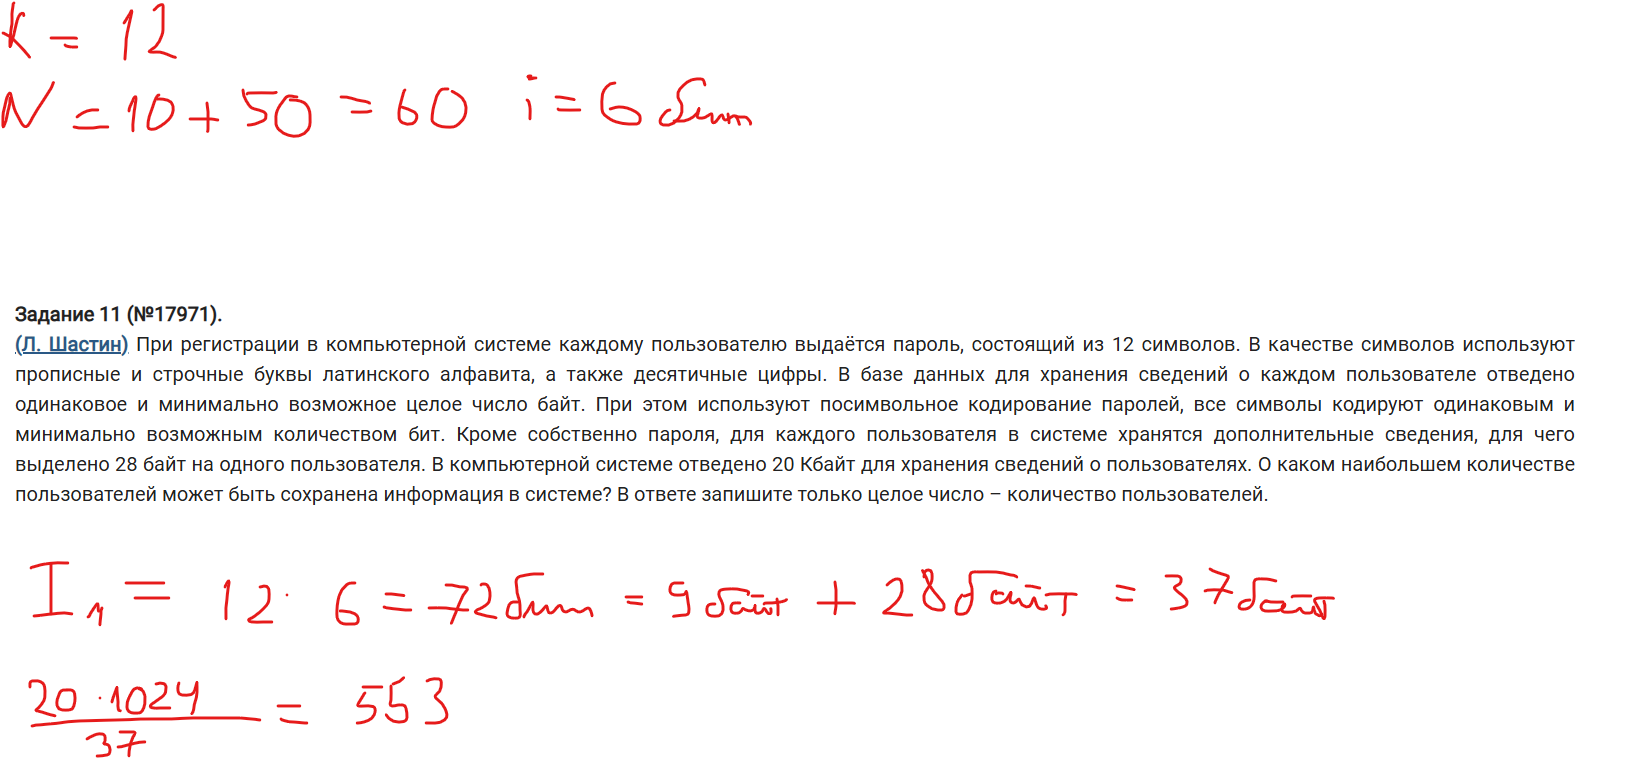 K = 12
N = 10 + 50 = 60 i = 6 бит
Задание 11 (№17971).
(Л. Шастин) При регистрации в компьютерной системе каждому пользователю выдаётся пароль, состоящий из 12 символов. В качестве символов используют
прописные и строчные буквы латинского алфавита, а также десятичные цифры. В базе данных для хранения сведений о каждом пользователе отведено
одинаковое и минимально возможное целое число байт. При этом используют посимвольное кодирование паролей, все символы кодируют одинаковым и
минимально возможным количеством бит. Кроме собственно пароля, для каждого пользователя в системе хранятся дополнительные сведения, для чего
выделено 28 байт на одного пользователя. В компьютерной системе отведено 20 Кбайт для хранения сведений о пользователях. О каком наибольшем количестве
пользователей может быть сохранена информация в системе? В ответе запишите только целое число – количество пользователей.
I₁ = 12 · 6 = 72 бит = 9 байт + 28 байт = 37 байт
20 · 1024
37
= 553